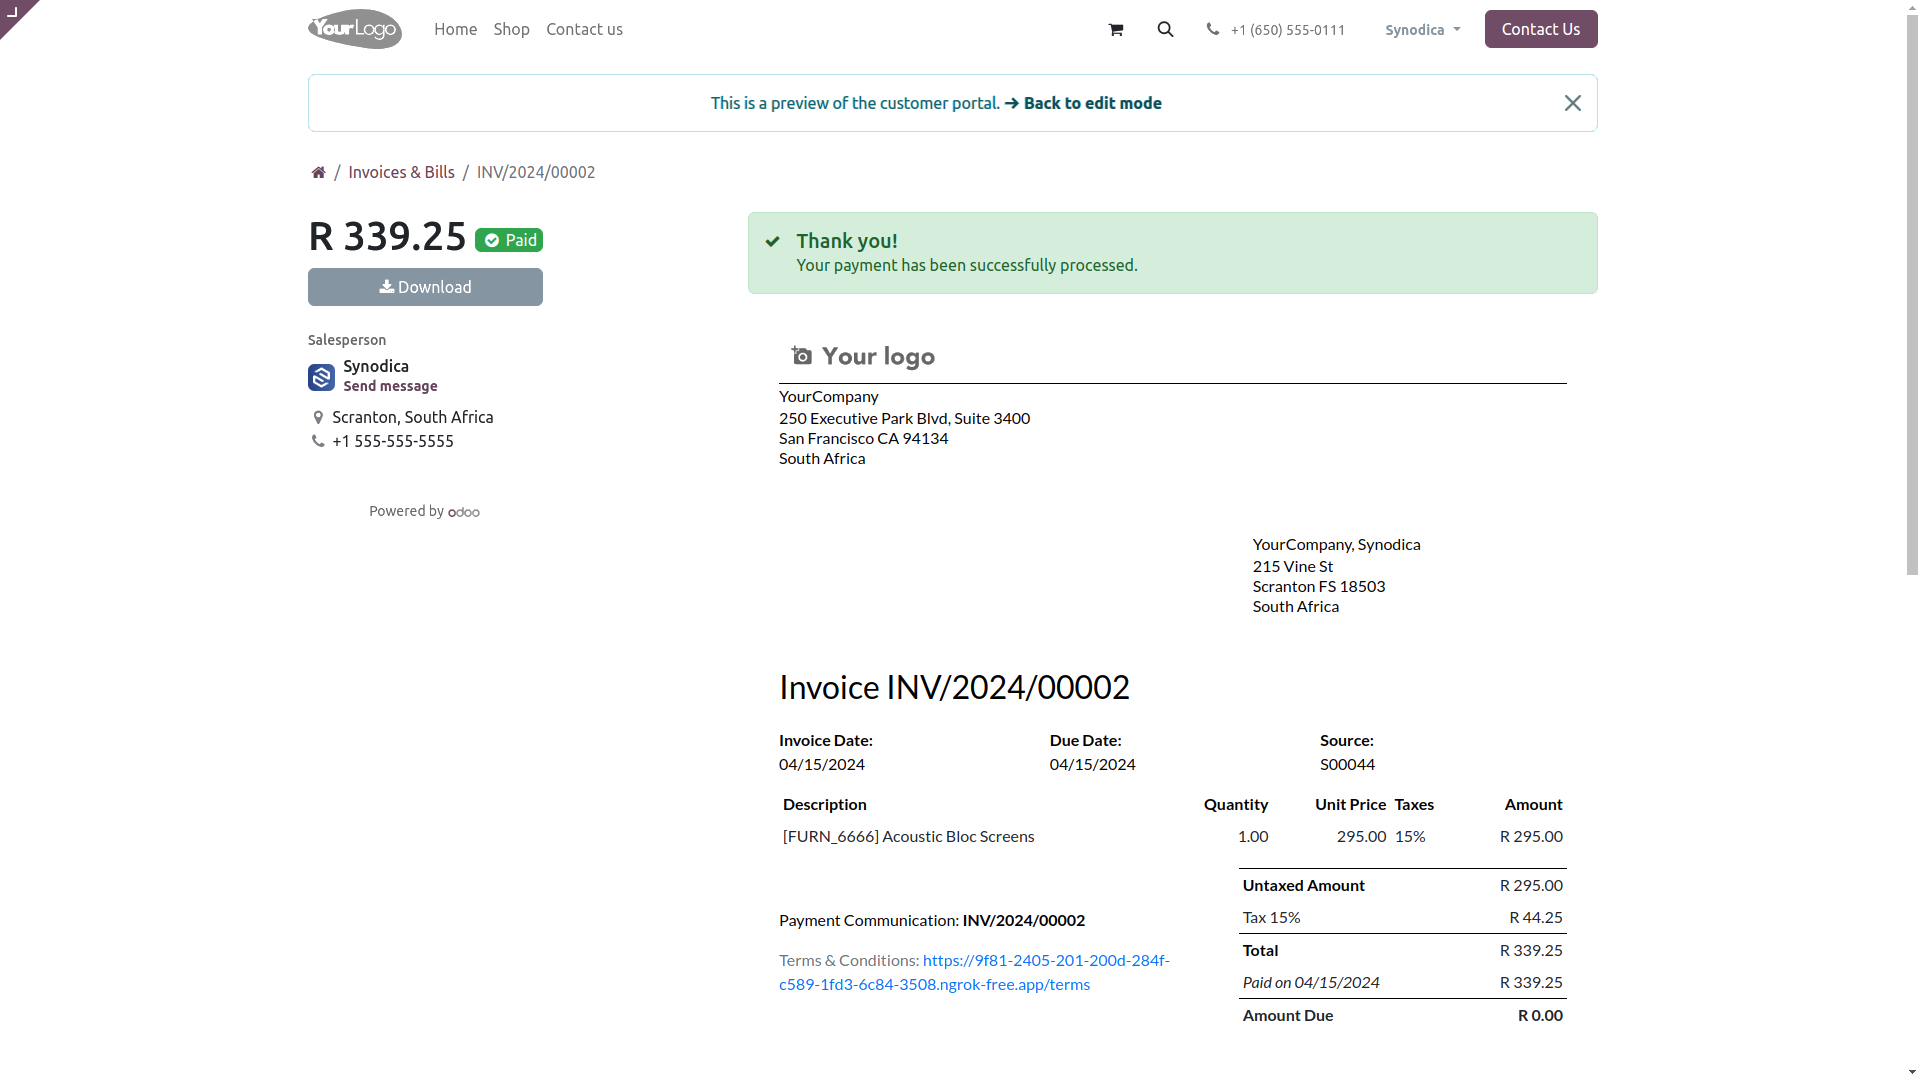 YourLogo
Home Shop Contact us
+1 (650) 555-0111
Synodica
Contact Us
This is a preview of the customer portal. Back to edit mode
/ Invoices & Bills / INV/2024/00002
R 339.25 Paid
Download
Salesperson
Synodica
Send message
Scranton, South Africa
+1 555-555-5555
Powered by odoo
Thank you!
Your payment has been successfully processed.
Your logo
YourCompany
250 Executive Park Blvd, Suite 3400
San Francisco CA 94134
South Africa
YourCompany, Synodica
215 Vine St
Scranton FS 18503
South Africa
Invoice INV/2024/00002
Invoice Date: Due Date: Source:
04/15/2024 04/15/2024 S00044
Description Quantity Unit Price Taxes Amount
[FURN_6666] Acoustic Bloc Screens 1.00 295.00 15% R 295.00
Untaxed Amount R 295.00
Tax 15% R 44.25
Total R 339.25
Paid on 04/15/2024 R 339.25
Amount Due R 0.00
Payment Communication: INV/2024/00002
Terms & Conditions: https://9f81-2405-201-200d-284f-
c589-1fd3-6c84-3508.ngrok-free.app/terms